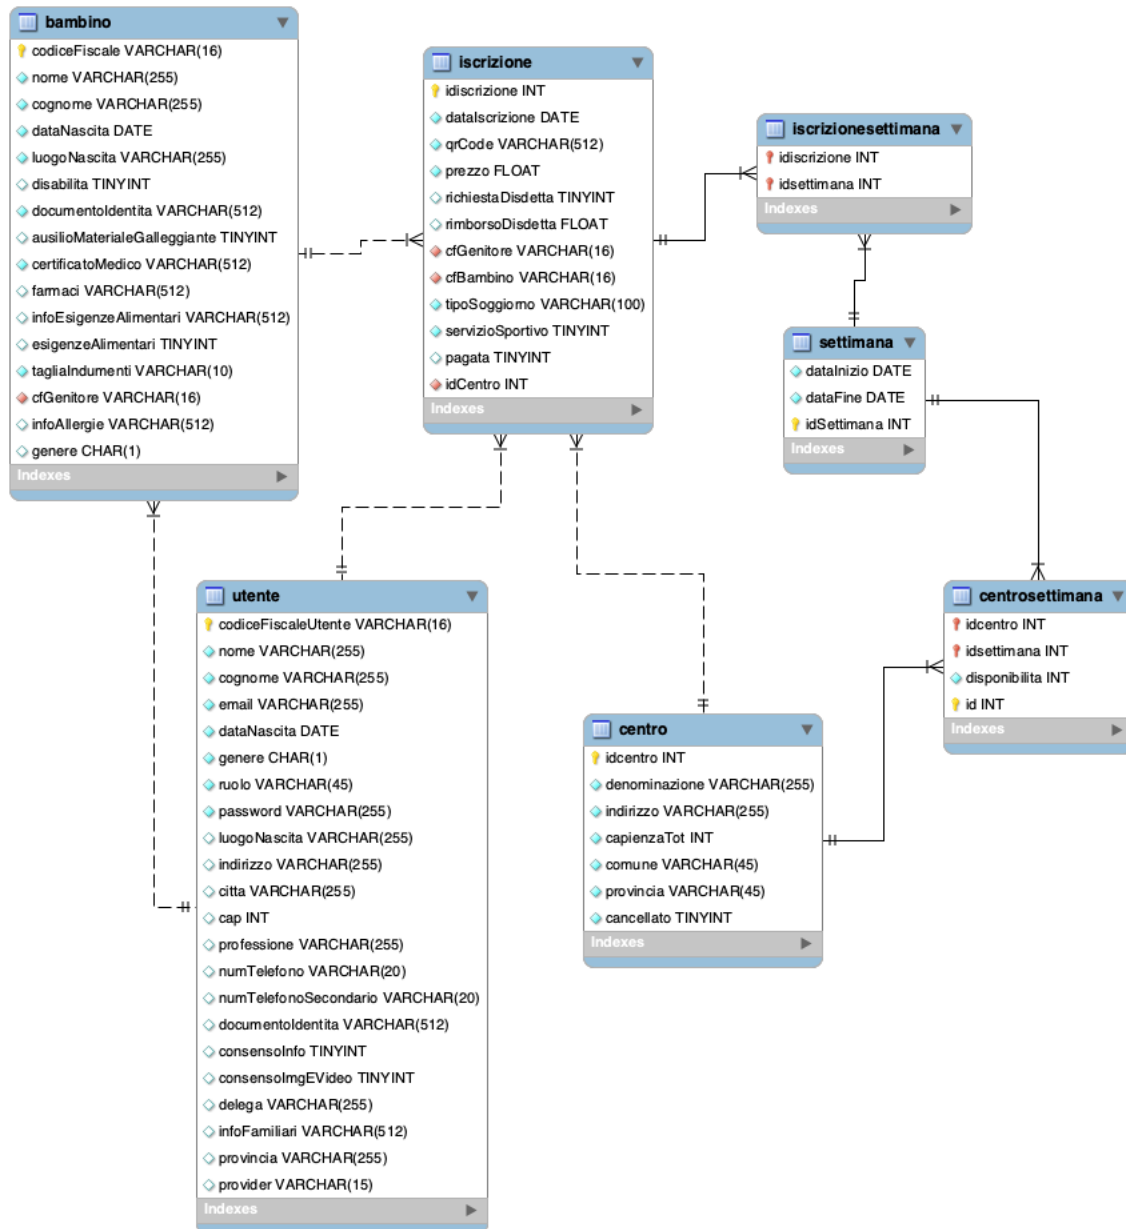 bambino
codiceFiscale VARCHAR(16)
nome VARCHAR(255)
cognome VARCHAR(255)
dataNascita DATE
luogoNascita VARCHAR(255)
disabilita TINYINT
documentoIdentita VARCHAR(512)
ausilioMaterialeGalleggiante TINYINT
certificatoMedico VARCHAR(512)
farmaci VARCHAR(512)
infoEsigenzeAlimentari VARCHAR(512)
esigenzeAlimentari TINYINT
tagliaIndumenti VARCHAR(10)
cfGenitore VARCHAR(16)
infoAllergie VARCHAR(512)
genere CHAR(1)
Indexes
iscrizione
idiscrizione INT
dataIscrizione DATE
qrCode VARCHAR(512)
prezzo FLOAT
richiestaDisdetta TINYINT
rimborsoDisdetta FLOAT
cfGenitore VARCHAR(16)
cfBambino VARCHAR(16)
tipoSoggiorno VARCHAR(100)
servizioSportivo TINYINT
pagata TINYINT
idCentro INT
Indexes
iscrizionesettimana
idiscrizione INT
idsettimana INT
Indexes
settimana
dataInizio DATE
dataFine DATE
idSettimana INT
Indexes
utente
codiceFiscaleUtente VARCHAR(16)
nome VARCHAR(255)
cognome VARCHAR(255)
email VARCHAR(255)
dataNascita DATE
genere CHAR(1)
ruolo VARCHAR(45)
password VARCHAR(255)
luogoNascita VARCHAR(255)
indirizzo VARCHAR(255)
citta VARCHAR(255)
cap INT
professione VARCHAR(255)
numTelefono VARCHAR(20)
numTelefonoSecondario VARCHAR(20)
documentoIdentita VARCHAR(512)
consensoInfo TINYINT
consensoImgEVideo TINYINT
delega VARCHAR(255)
infoFamiliari VARCHAR(512)
provincia VARCHAR(255)
provider VARCHAR(15)
Indexes
centro
idcentro INT
denominazione VARCHAR(255)
indirizzo VARCHAR(255)
capienzaTot INT
comune VARCHAR(45)
provincia VARCHAR(45)
cancellato TINYINT
Indexes
centrosettimana
idcentro INT
idsettimana INT
disponibilita INT
id INT
Indexes